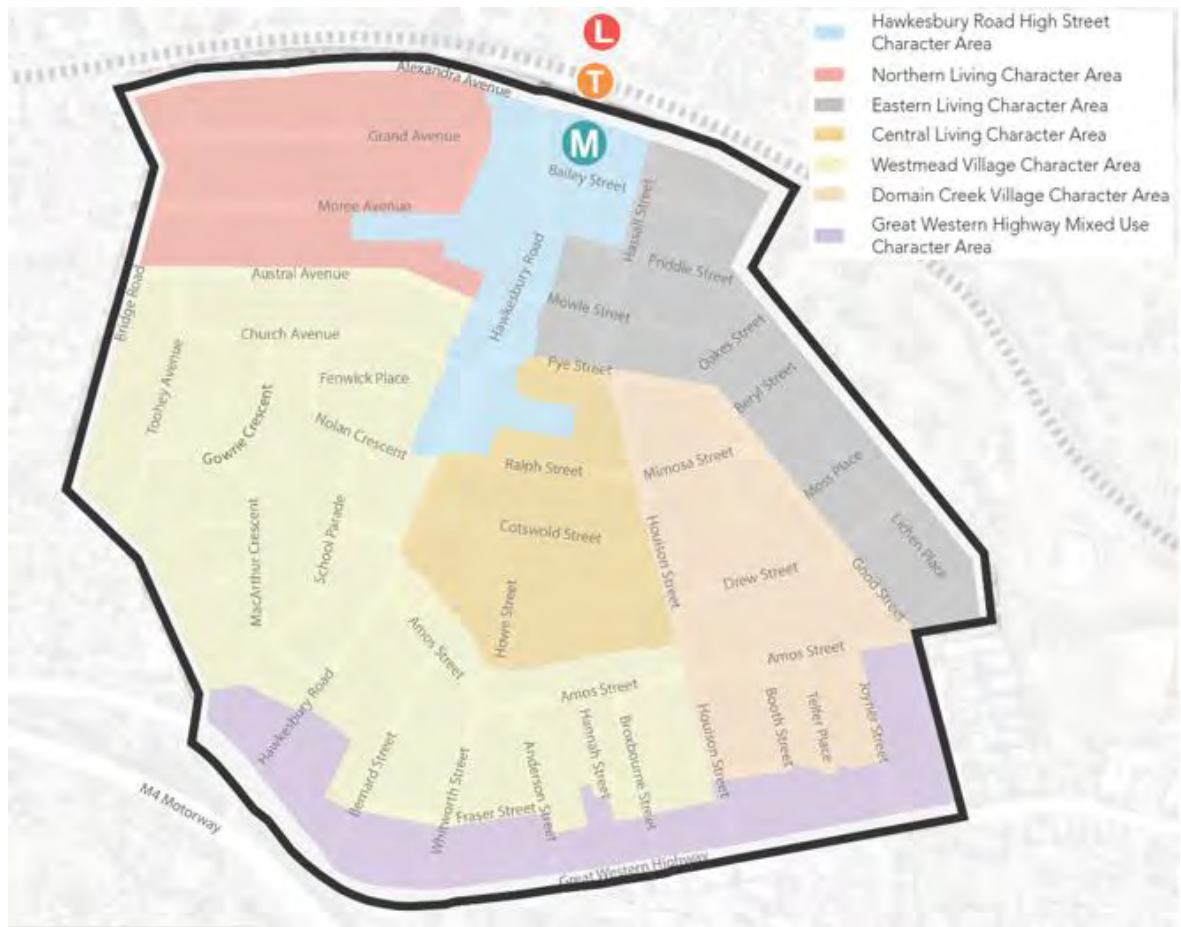 L
T
M
Hawkesbury Road High Street
Character Area
Northern Living Character Area
Eastern Living Character Area
Central Living Character Area
Westmead Village Character Area
Domain Creek Village Character Area
Great Western Highway Mixed Use
Character Area
Alexandra Avenue
Grand Avenue
Bailey Street
Moree Avenue
Hassall Street
Hawkesbury Road
Priddle Street
Austral Avenue
Bridge Road
Mowle Street
Church Avenue
Oakes Street
Pye Street
Toohey Avenue
Fenwick Place
Beryl Street
Gowrie Crescent
Nolan Crescent
Ralph Street
Mimosa Street
Moss Place
MacArthur Crescent
School Parade
Cotswold Street
Houison Street
Lichen Place
Drew Street
Good Street
Howe Street
Amos Street
Amos Street
Amos Street
Hawkesbury Road
Hannah Street
Broxbourne Street
Houison Street
Booth Street
Telfer Place
Joyner Street
Bernard Street
Whitworth Street
Anderson Street
Fraser Street
M4 Motorway
Great Western Highway